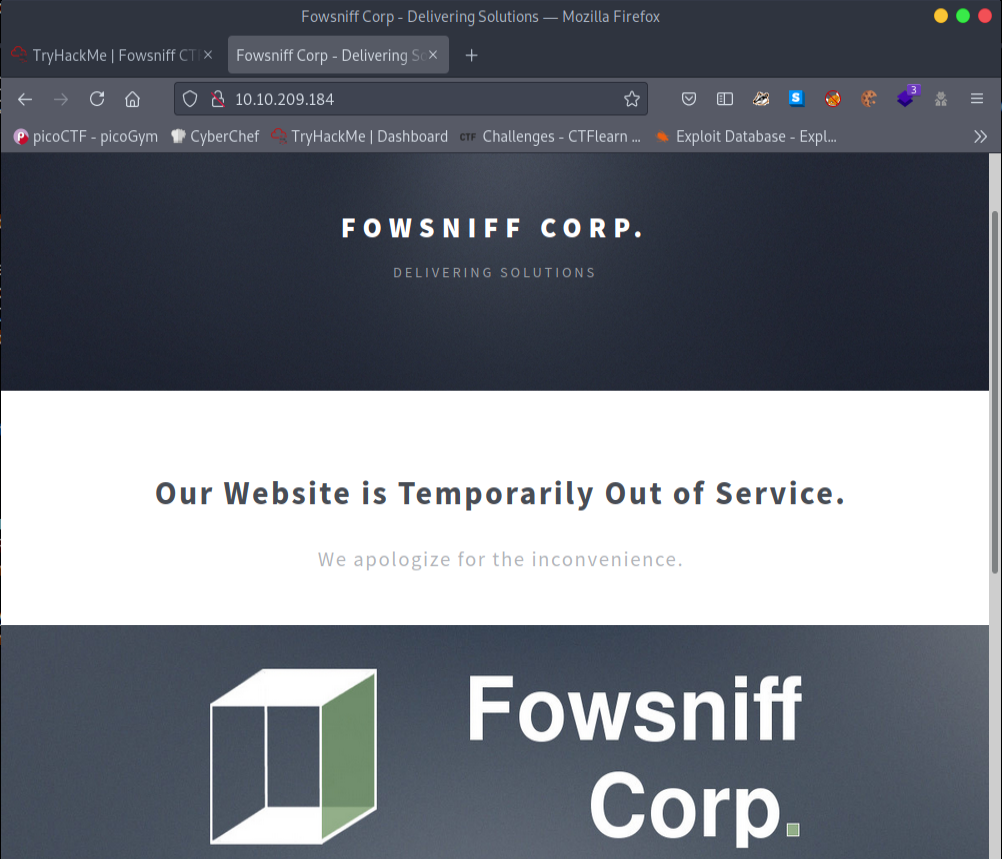 Fowsniff Corp - Delivering Solutions — Mozilla Firefox
TryHackMe | Fowsniff CT
Fowsniff Corp - Delivering So
10.10.209.184
3
picoCTF - picoGym
CyberChef
TryHackMe | Dashboard
CTF Challenges - CTFlearn ...
Exploit Database - Expl...
FOWSNIFF CORP.
DELIVERING SOLUTIONS
Our Website is Temporarily Out of Service.
We apologize for the inconvenience.
Fowsniff
Corp.